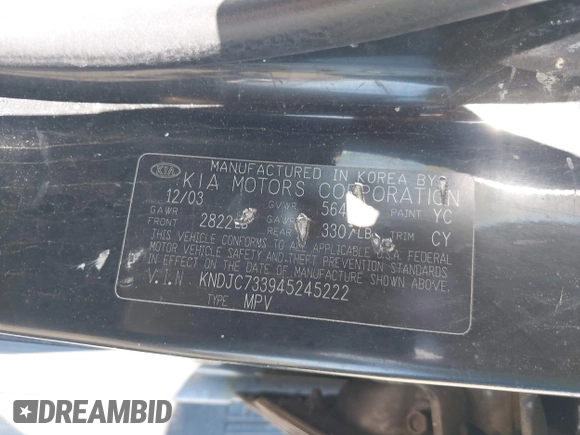 MANUFACTURED IN KOREA BY
KIA KIA MOTORS CORPORATION
12/03 GVWR PAINT YC
GAWR FRONT REAR TRIM CY
THIS VEHICLE CONFORMS TO ALL APPLICABLE U.S.A. FEDERAL
MOTOR VEHICLE SAFETY AND THEFT PREVENTION STANDARDS
IN EFFECT ON THE DATE OF MANUFACTURE SHOWN ABOVE.
V.I.N KNDJC733945245222
TYPE MPV
DREAMBID